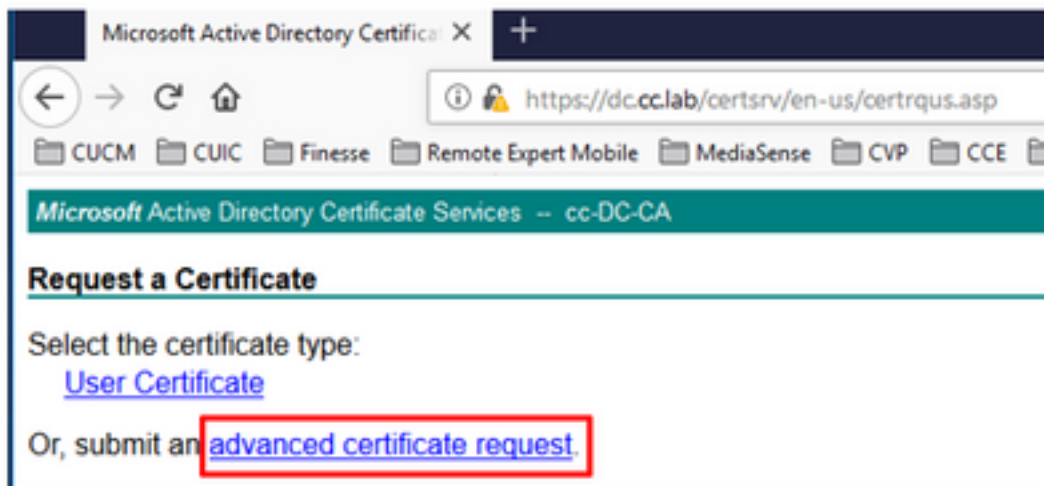 Microsoft Active Directory Certifica
https://dc.cc.lab/certsrv/en-us/certrqus.asp
CUCM CUIC Finesse Remote Expert Mobile MediaSense CVP CCE
Microsoft Active Directory Certificate Services -- cc-DC-CA
Request a Certificate
Select the certificate type:
User Certificate
Or, submit an advanced certificate request.